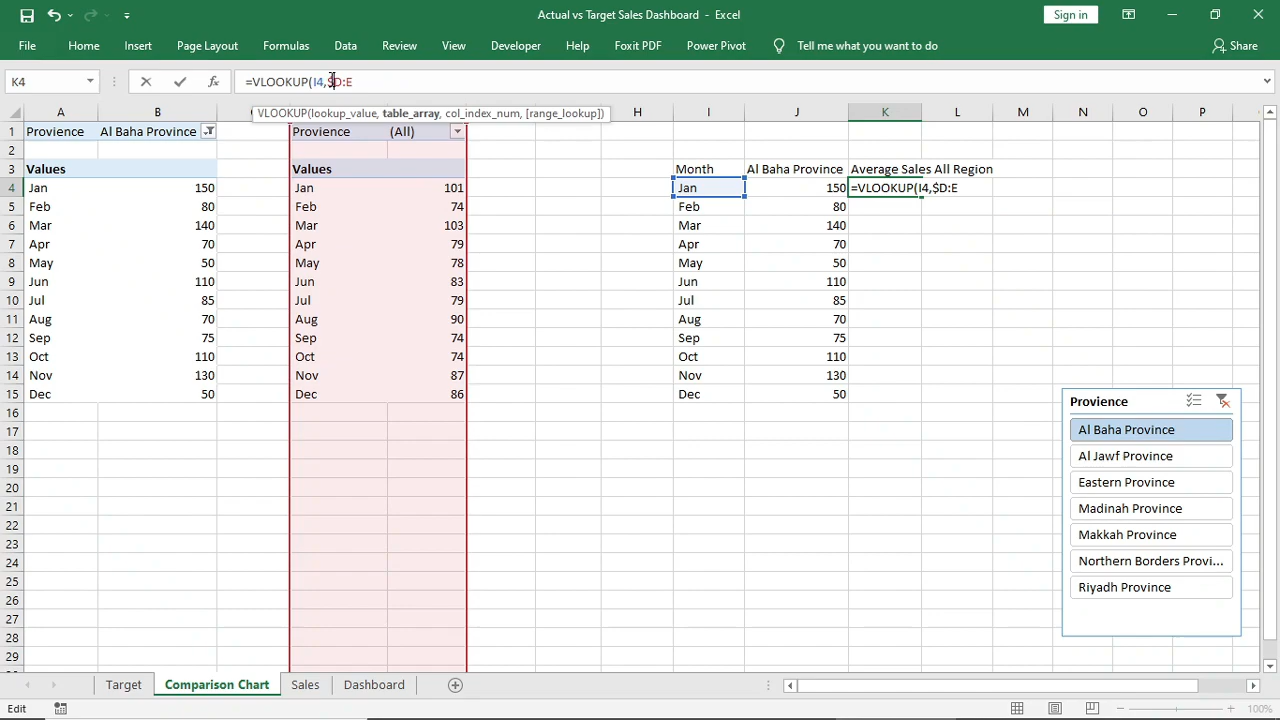 Actual vs Target Sales Dashboard - Excel
Sign in
File Home Insert Page Layout Formulas Data Review View Developer Help Foxit PDF Power Pivot Tell me what you want to do Share
K4 fx =VLOOKUP(I4,$D:E
VLOOKUP(lookup_value, table_array, col_index_num, [range_lookup])
A B H I J K L M N O P
1 Provience Al Baha Province Provience (All)
2
3 Values Values Month Al Baha Province Average Sales All Region
4 Jan 150 Jan 101 Jan 150 =VLOOKUP(I4,$D:E
5 Feb 80 Feb 74 Feb 80
6 Mar 140 Mar 103 Mar 140
7 Apr 70 Apr 79 Apr 70
8 May 50 May 78 May 50
9 Jun 110 Jun 83 Jun 110
10 Jul 85 Jul 79 Jul 85
11 Aug 70 Aug 90 Aug 70
12 Sep 75 Sep 74 Sep 75
13 Oct 110 Oct 74 Oct 110
14 Nov 130 Nov 87 Nov 130
15 Dec 50 Dec 86 Dec 50
16
17
18
19
20
21
22
23
24
25
26
27
28
29
Provience
Al Baha Province
Al Jawf Province
Eastern Province
Madinah Province
Makkah Province
Northern Borders Provi...
Riyadh Province
Target Comparison Chart Sales Dashboard
Edit 100%